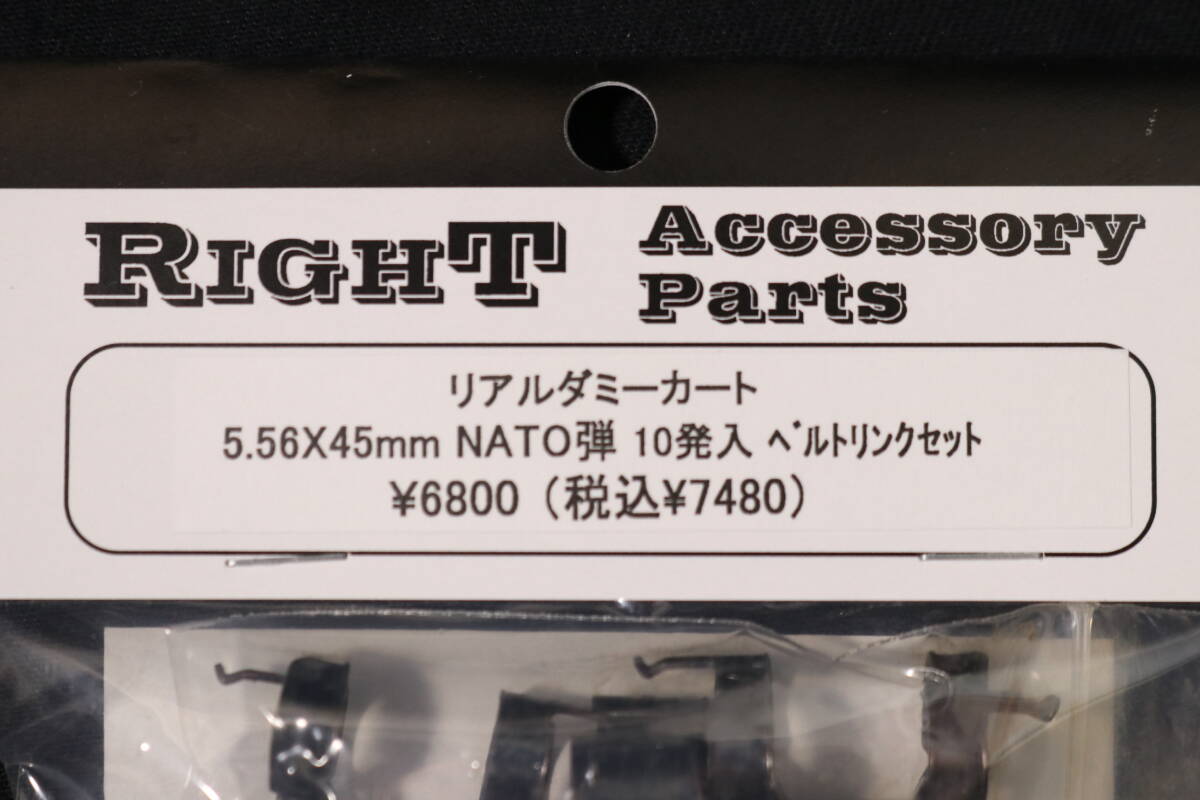 RIGHT
Accessory
Parts
リアルダミーカート
5.56X45mm NATO弾 10発入 ﾍﾞﾙﾄﾘﾝｸｾｯﾄ
¥6800（税込¥7480）